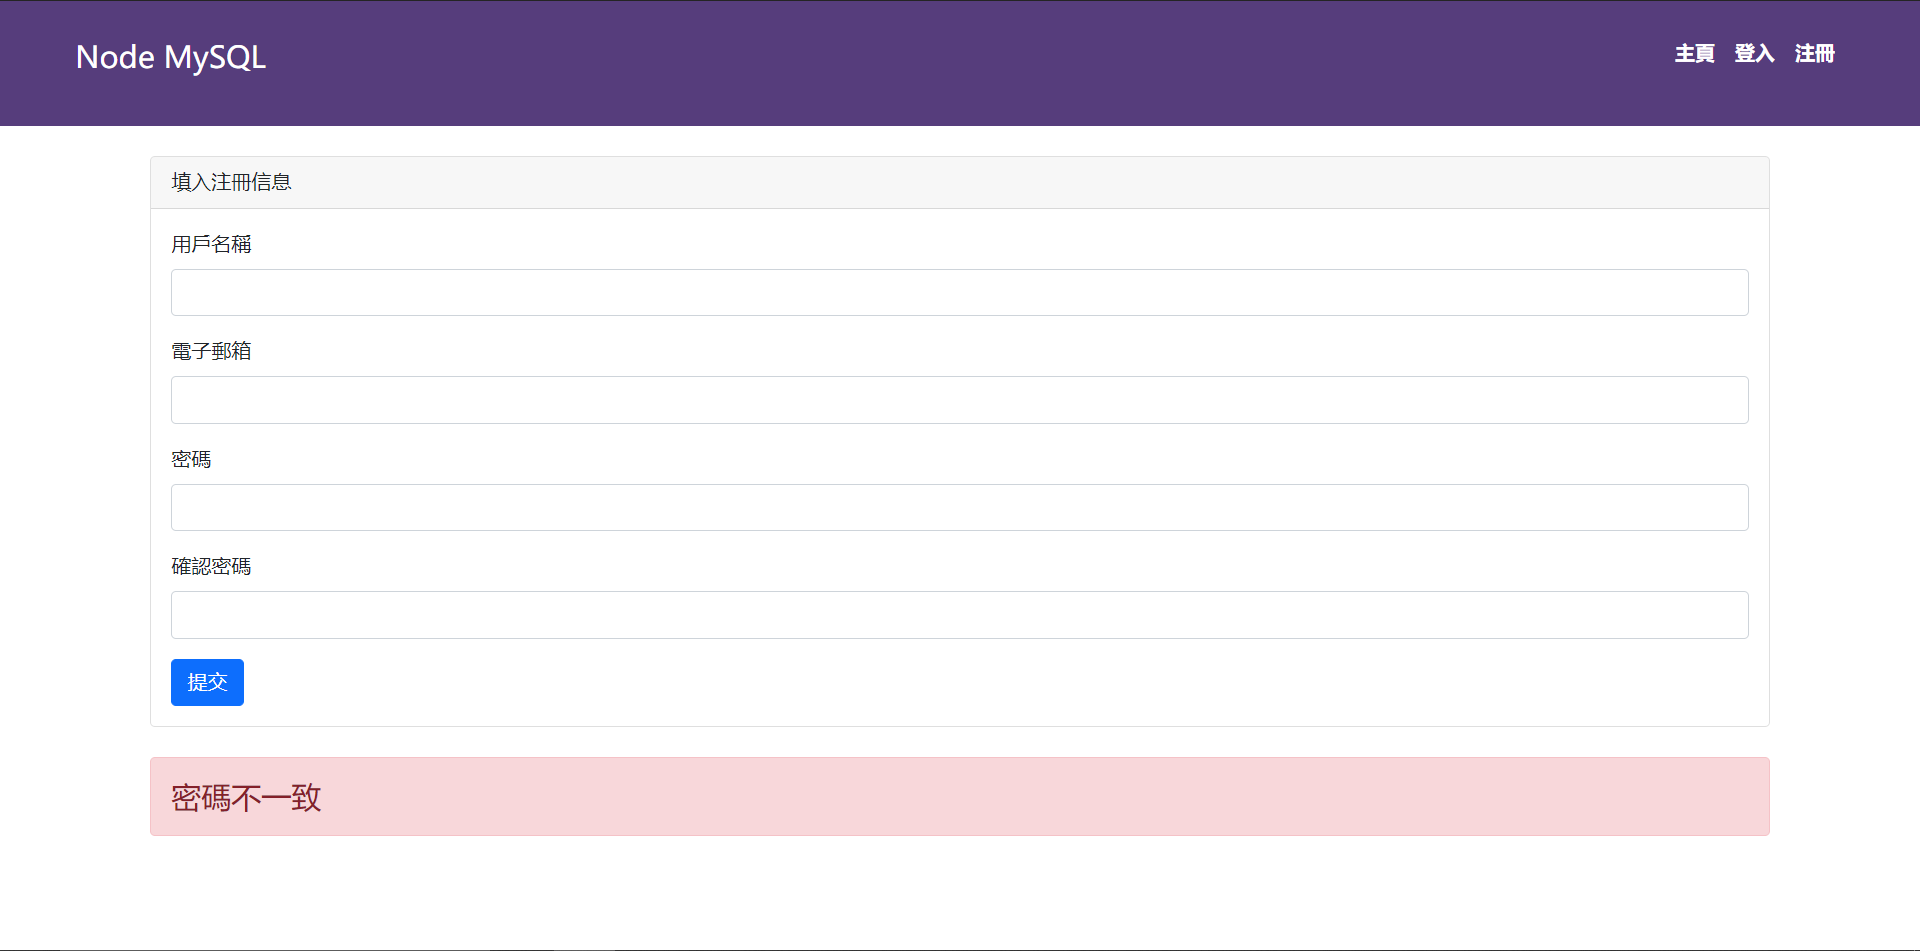 Node MySQL
主頁 登入 注冊
填入注冊信息
用戶名稱
電子郵箱
密碼
確認密碼
提交
密碼不一致